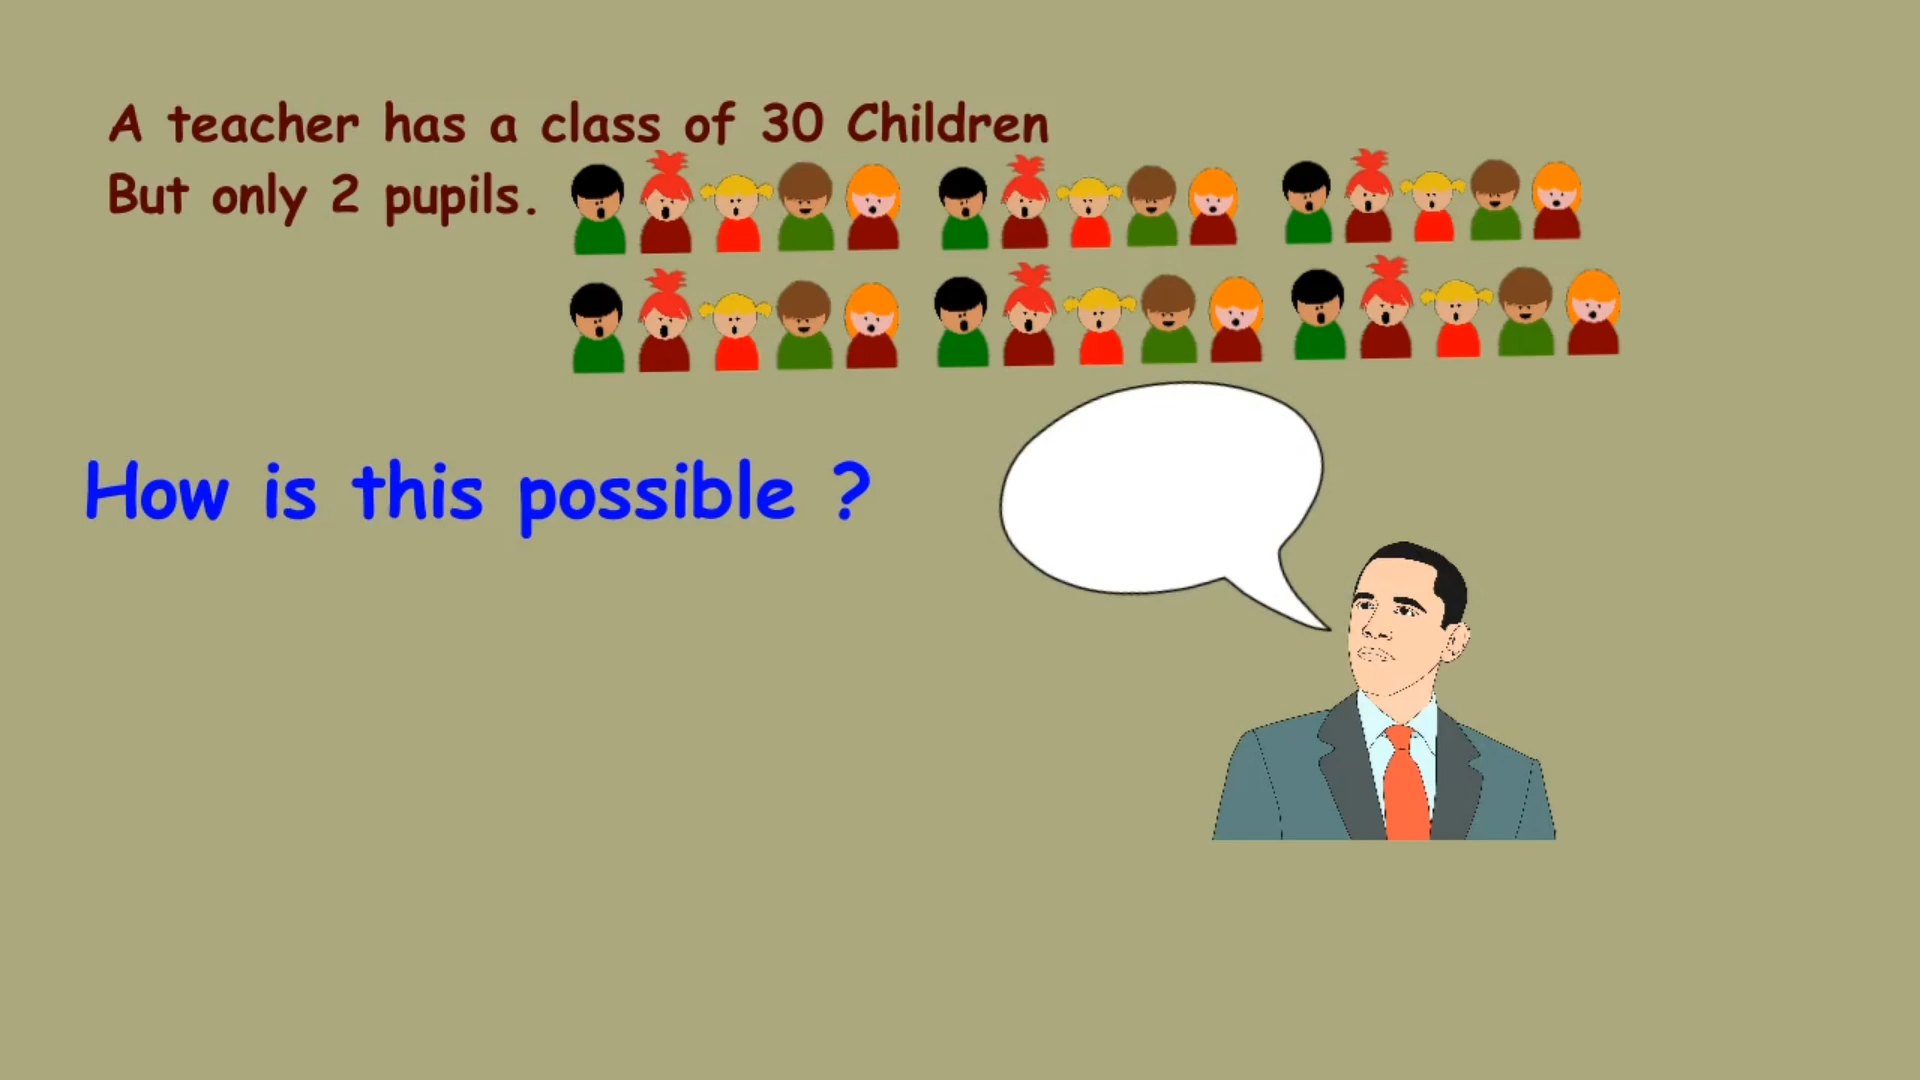 A teacher has a class of 30 Children
But only 2 pupils.
How is this possible ?